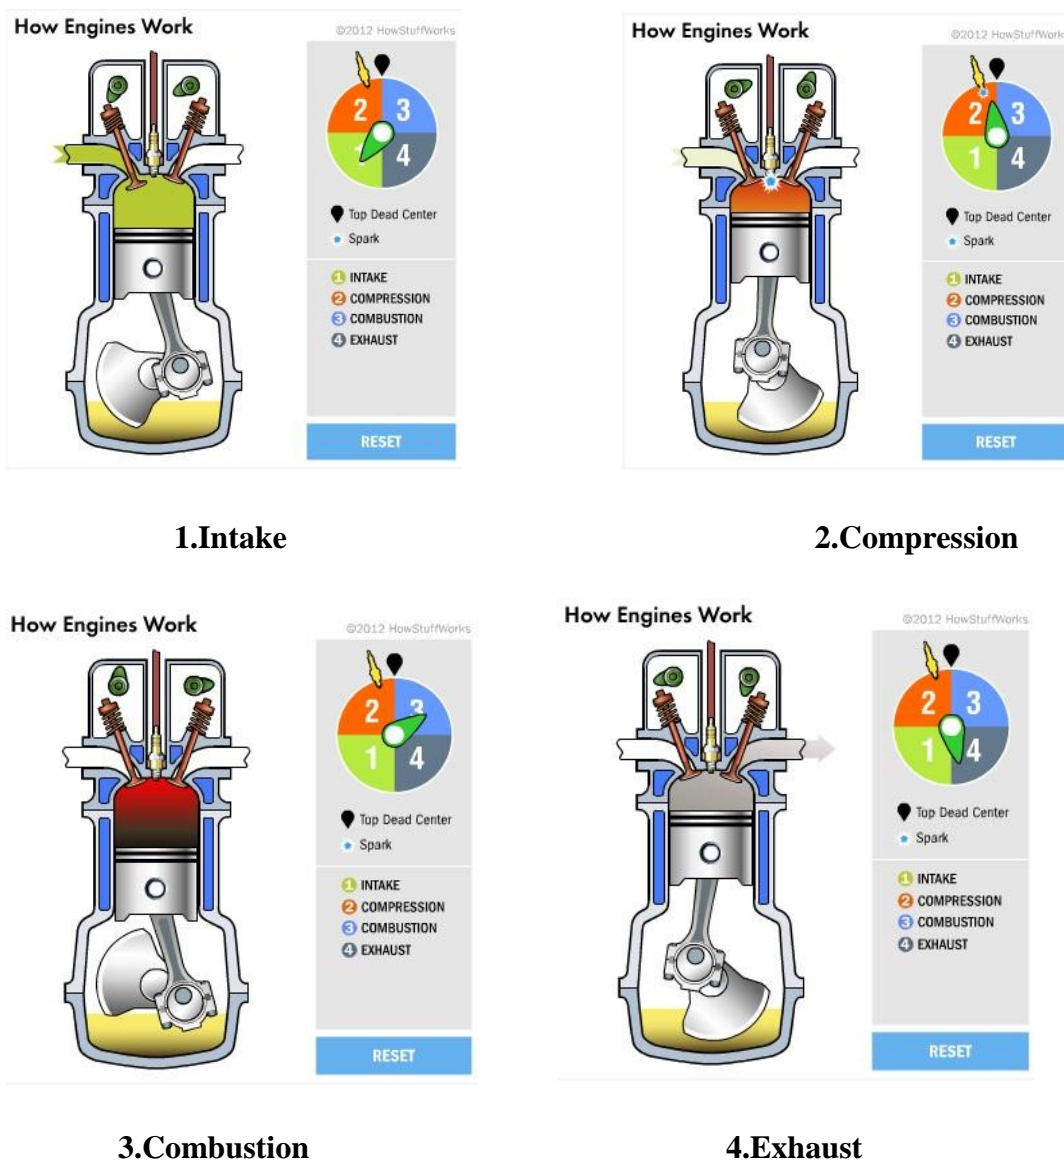 How Engines Work
©2012 HowStuffWorks
2 3
1 4
Top Dead Center
Spark
1 INTAKE
2 COMPRESSION
3 COMBUSTION
4 EXHAUST
RESET
1.Intake
How Engines Work
©2012 HowStuffWork
2 3
1 4
Top Dead Center
Spark
1 INTAKE
2 COMPRESSION
3 COMBUSTION
4 EXHAUST
RESET
2.Compression
How Engines Work
©2012 HowStuffWorks
2 3
1 4
Top Dead Center
Spark
1 INTAKE
2 COMPRESSION
3 COMBUSTION
4 EXHAUST
RESET
3.Combustion
How Engines Work
©2012 HowStuffWorks
2 3
1 4
Top Dead Center
Spark
1 INTAKE
2 COMPRESSION
3 COMBUSTION
4 EXHAUST
RESET
4.Exhaust